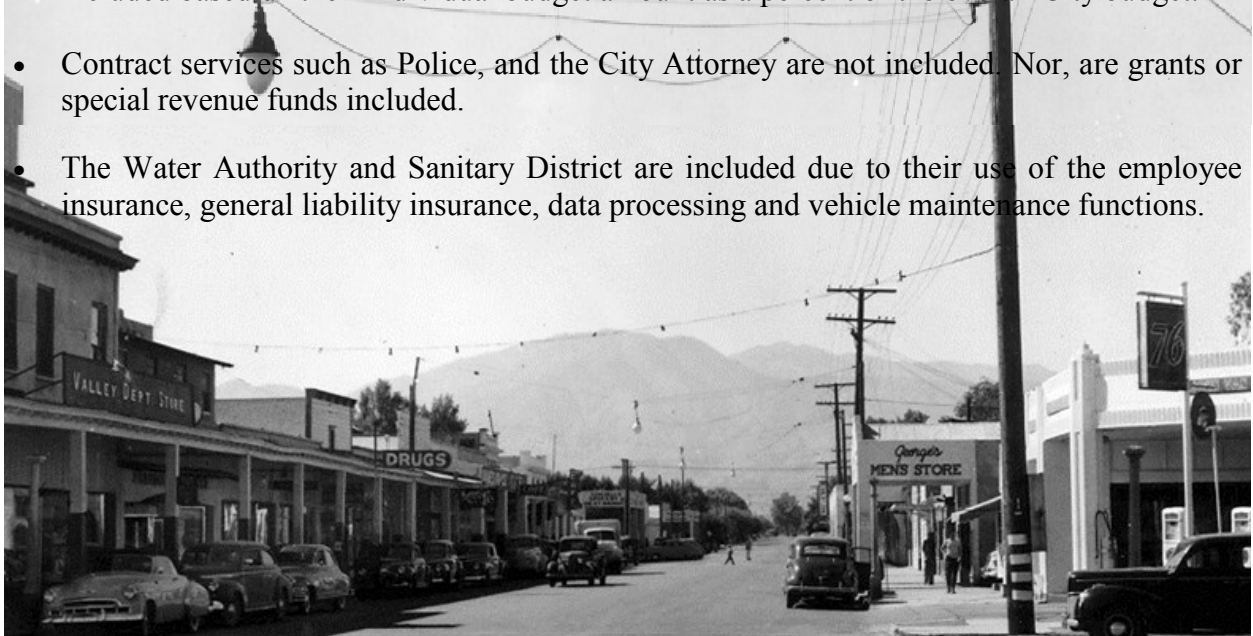 • Contract services such as Police, and the City Attorney are not included. Nor, are grants or
special revenue funds included.
• The Water Authority and Sanitary District are included due to their use of the employee
insurance, general liability insurance, data processing and vehicle maintenance functions.
VALLEY DEPT STORE
DRUGS
George's
MENS STORE
76